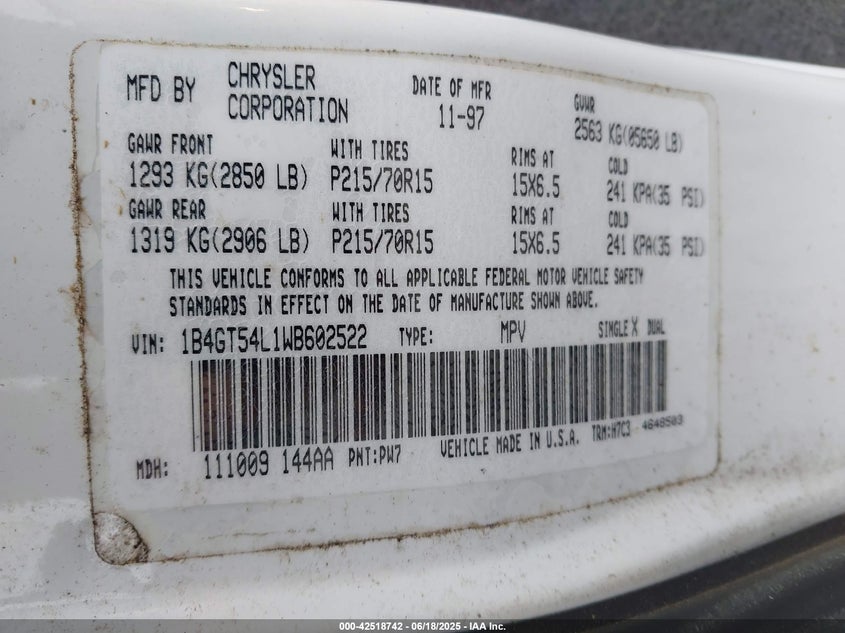 MFD BY CHRYSLER CORPORATION DATE OF MFR 11-97 GVWR 2563 KG(05650 LB)
GAWR FRONT WITH TIRES RIMS AT COLD
1293 KG(2850 LB) P215/70R15 15X6.5 241 KPA(35 PSI)
GAWR REAR WITH TIRES RIMS AT COLD
1319 KG(2906 LB) P215/70R15 15X6.5 241 KPA(35 PSI)
THIS VEHICLE CONFORMS TO ALL APPLICABLE FEDERAL MOTOR VEHICLE SAFETY
STANDARDS IN EFFECT ON THE DATE OF MANUFACTURE SHOWN ABOVE.
VIN: 1B4GT54L1WB602522 TYPE: MPV SINGLE X DUAL
MDH: 111009 144AA PNT:PW7 VEHICLE MADE IN U.S.A. TRM:H7C3 4648503
000-42518742 / 06/18/2025 - IAA Inc.